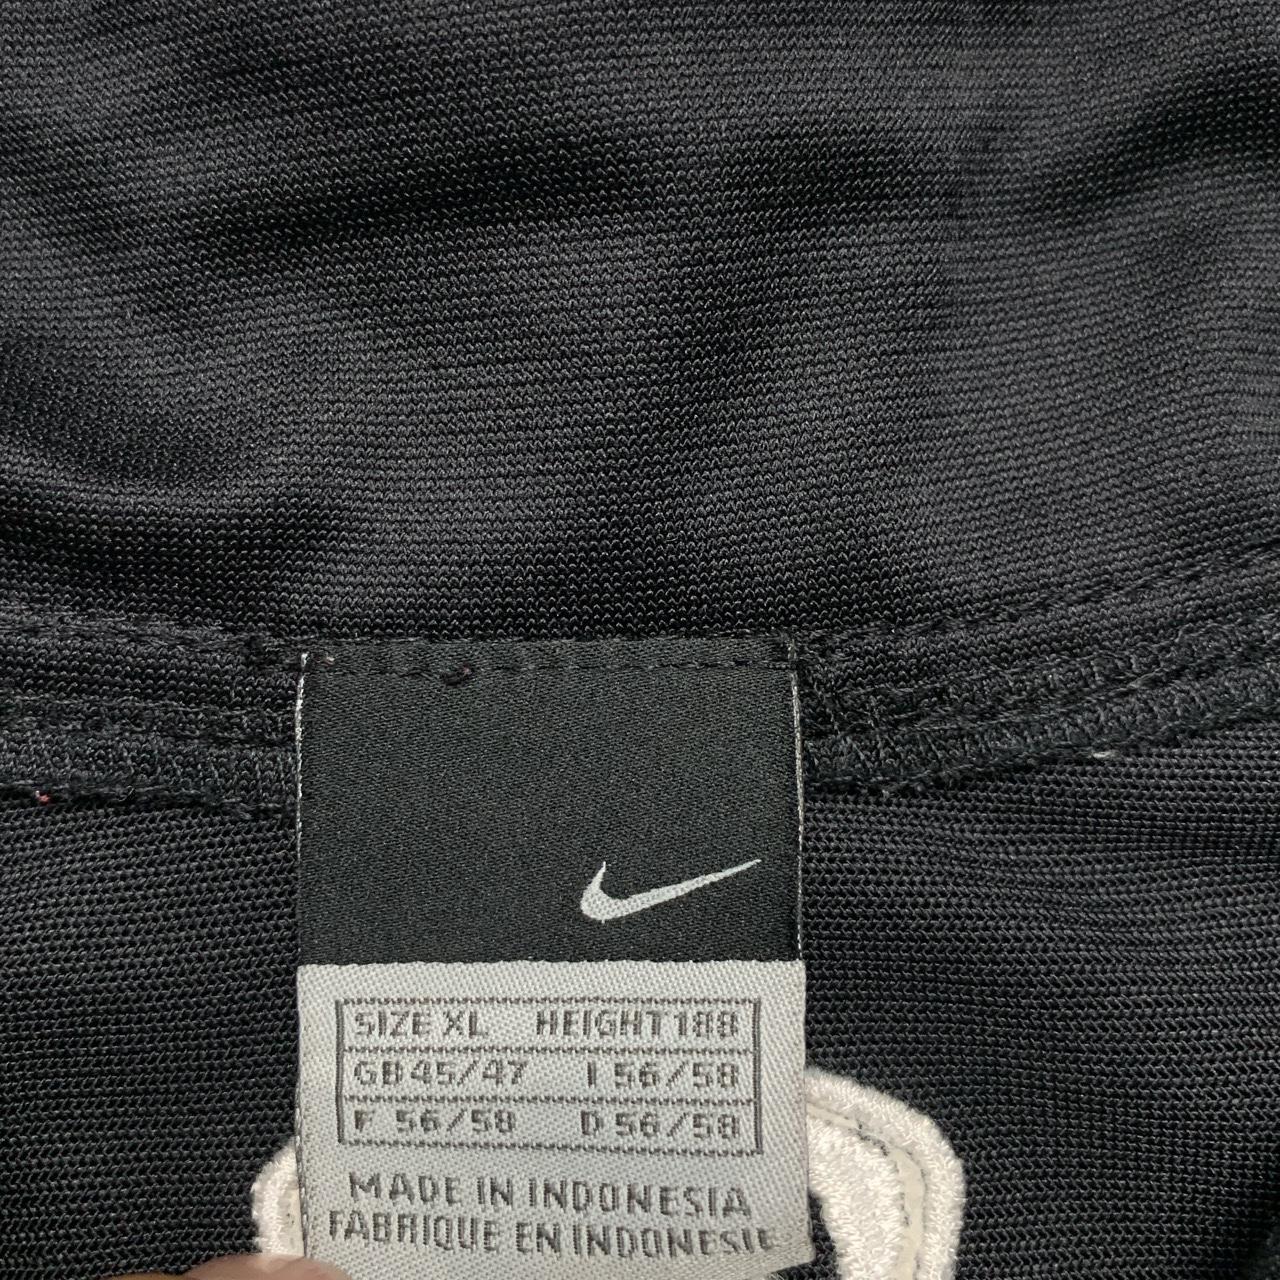 SIZE XL HEIGHT 188
GB 45/47 I 56/58
F 56/58 D 56/58
MADE IN INDONESIA
FABRIQUE EN INDONESIE